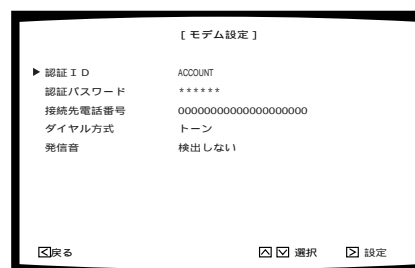 [モデム設定]
▶認証ID ACCOUNT
認証パスワード ******
接続先電話番号 00000000000000000000
ダイヤル方式 トーン
発信音 検出しない
<戻る ∧∨ 選択 > 設定